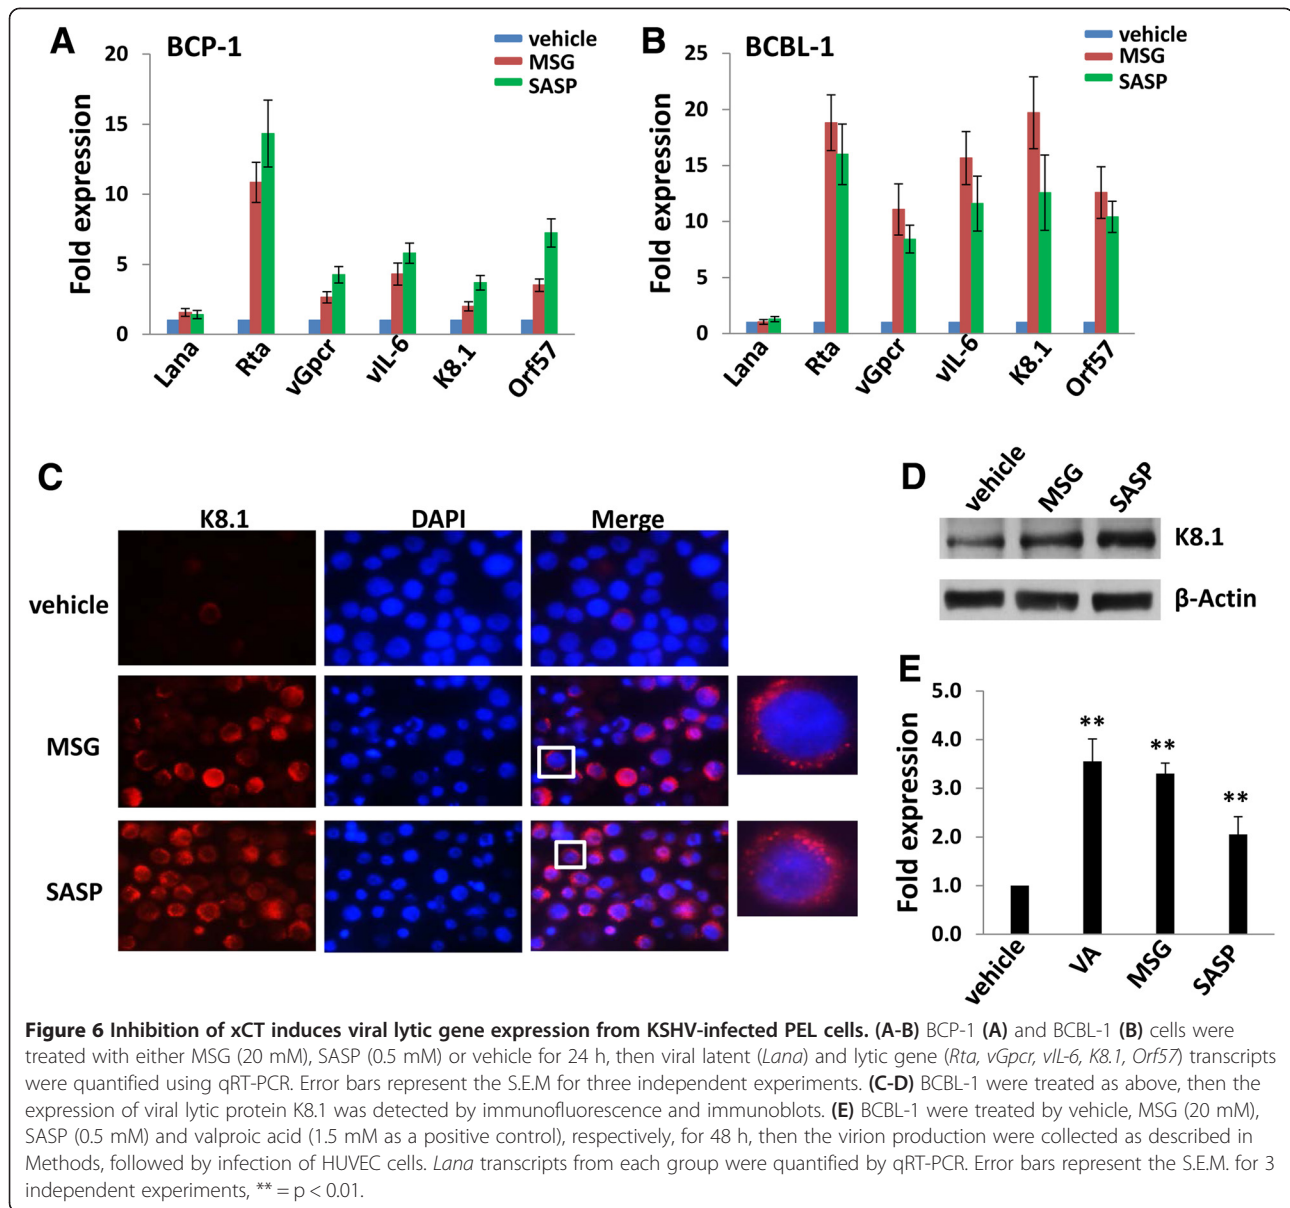 A
BCP-1
vehicle
MSG
SASP
Fold expression
20
15
10
5
0
Lana
Rta
vGpcr
vIL-6
K8.1
Orf57
B
BCBL-1
vehicle
MSG
SASP
Fold expression
25
20
15
10
5
0
Lana
Rta
vGpcr
vIL-6
K8.1
Orf57
C
K8.1
DAPI
Merge
vehicle
MSG
SASP
D
vehicle
MSG
SASP
K8.1
β-Actin
E
Fold expression
5.0
4.0
3.0
2.0
1.0
0.0
**
**
**
vehicle
VA
MSG
SASP
Figure 6 Inhibition of xCT induces viral lytic gene expression from KSHV-infected PEL cells. (A-B) BCP-1 (A) and BCBL-1 (B) cells were
treated with either MSG (20 mM), SASP (0.5 mM) or vehicle for 24 h, then viral latent (Lana) and lytic gene (Rta, vGpcr, vIL-6, K8.1, Orf57) transcripts
were quantified using qRT-PCR. Error bars represent the S.E.M for three independent experiments. (C-D) BCBL-1 were treated as above, then the
expression of viral lytic protein K8.1 was detected by immunofluorescence and immunoblots. (E) BCBL-1 were treated by vehicle, MSG (20 mM),
SASP (0.5 mM) and valproic acid (1.5 mM as a positive control), respectively, for 48 h, then the virion production were collected as described in
Methods, followed by infection of HUVEC cells. Lana transcripts from each group were quantified by qRT-PCR. Error bars represent the S.E.M. for 3
independent experiments, ** = p < 0.01.